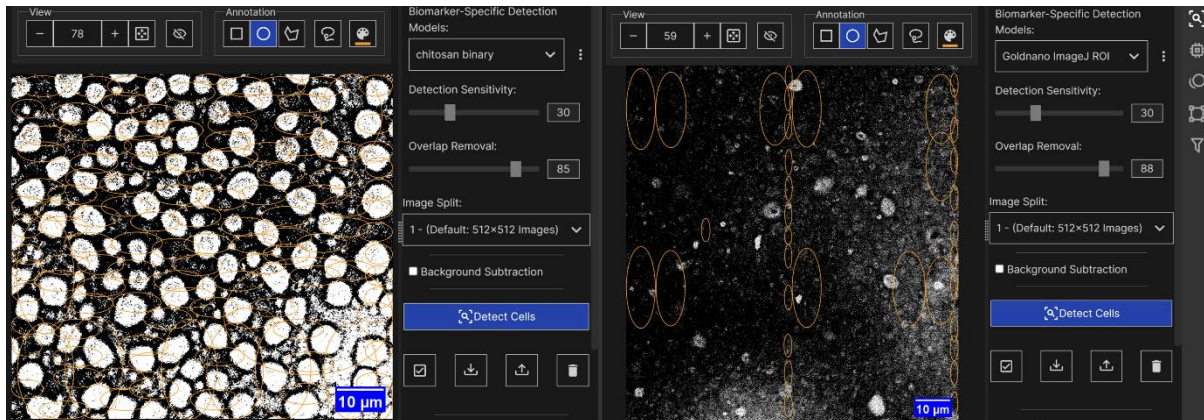 View
Annotation
78
Biomarker-Specific Detection
Models:
chitosan binary
Detection Sensitivity:
30
Overlap Removal:
85
Image Split:
1 - (Default: 512×512 Images)
Background Subtraction
Detect Cells
10 µm
View
Annotation
59
Biomarker-Specific Detection
Models:
Goldnano ImageJ ROI
Detection Sensitivity:
30
Overlap Removal:
88
Image Split:
1 - (Default: 512×512 Images)
Background Subtraction
Detect Cells
10 µm